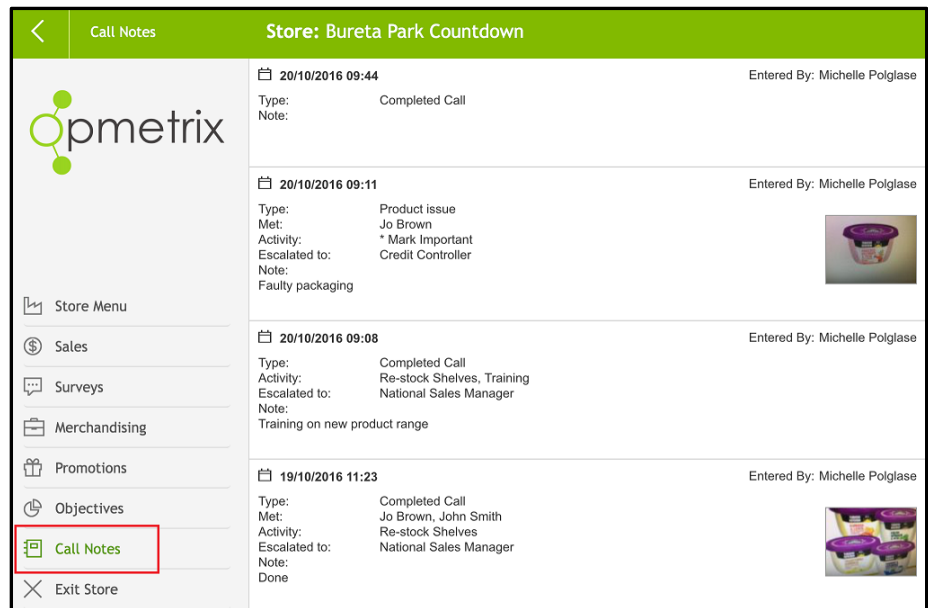 Call Notes
Store: Bureta Park Countdown
opmetrix
Store Menu
Sales
Surveys
Merchandising
Promotions
Objectives
Call Notes
Exit Store
20/10/2016 09:44 Entered By: Michelle Polglase
Type: Completed Call
Note:
20/10/2016 09:11 Entered By: Michelle Polglase
Type: Product issue
Met: Jo Brown
Activity: * Mark Important
Escalated to: Credit Controller
Note:
Faulty packaging
20/10/2016 09:08 Entered By: Michelle Polglase
Type: Completed Call
Activity: Re-stock Shelves, Training
Escalated to: National Sales Manager
Note:
Training on new product range
19/10/2016 11:23 Entered By: Michelle Polglase
Type: Completed Call
Met: Jo Brown, John Smith
Activity: Re-stock Shelves
Escalated to: National Sales Manager
Note:
Done